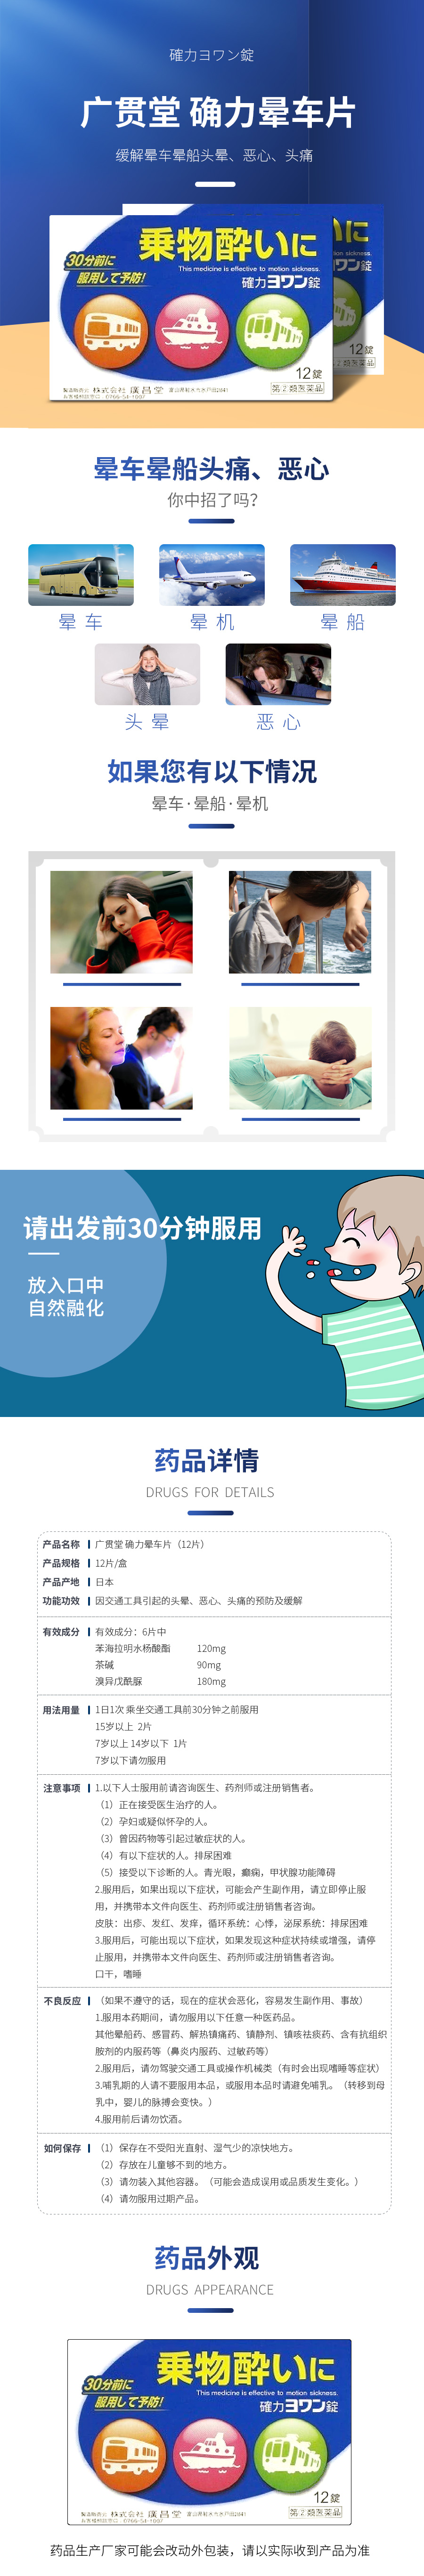 確力ヨワン錠
广贯堂 确力晕车片
缓解晕车晕船头晕、恶心、头痛
30分前に
服用して予防!
乗物酔いに
This medicine is effective to motion sickness.
確力ヨワン錠
12錠
第2類医薬品
株式会社 廣昌堂
晕车晕船头痛、恶心
你中招了吗?
晕 车
晕 机
晕 船
头 晕
恶 心
如果您有以下情况
晕车·晕船·晕机
请出发前30分钟服用
放入口中
自然融化
药品详情
DRUGS FOR DETAILS
产品名称 广贯堂 确力晕车片（12片）
产品规格 12片/盒
产品产地 日本
功能功效 因交通工具引起的头晕、恶心、头痛的预防及缓解
有效成分 有效成分：6片中
苯海拉明水杨酸酯 120mg
茶碱 90mg
溴异戊酰脲 180mg
用法用量 1日1次 乘坐交通工具前30分钟之前服用
15岁以上 2片
7岁以上 14岁以下 1片
7岁以下请勿服用
注意事项 1.以下人士服用前请咨询医生、药剂师或注册销售者。
（1）正在接受医生治疗的人。
（2）孕妇或疑似怀孕的人。
（3）曾因药物等引起过敏症状的人。
（4）有以下症状的人。排尿困难
（5）接受以下诊断的人。青光眼，癫痫，甲状腺功能障碍
2.服用后，如果出现以下症状，可能会产生副作用，请立即停止服
用，并携带本文件向医生、药剂师或注册销售者咨询。
皮肤：出疹、发红、发痒，循环系统：心悸，泌尿系统：排尿困难
3.服用后，可能出现以下症状，如果发现这种症状持续或增强，请停
止服用，并携带本文件向医生、药剂师或注册销售者咨询。
口干，嗜睡
不良反应 （如果不遵守的话，现在的症状会恶化，容易发生副作用、事故）
1.服用本药期间，请勿服用以下任意一种医药品。
其他晕船药、感冒药、解热镇痛药、镇静剂、镇咳祛痰药、含有抗组织
胺剂的内服药等（鼻炎内服药、过敏药等）
2.服用后，请勿驾驶交通工具或操作机械类（有时会出现嗜睡等症状）
3.哺乳期的人请不要服用本品，或服用本品时请避免哺乳。（转移到母
乳中，婴儿的脉搏会变快。）
4.服用前后请勿饮酒。
如何保存 （1）保存在不受阳光直射、湿气少的凉快地方。
（2）存放在儿童够不到的地方。
（3）请勿装入其他容器。（可能会造成误用或品质发生变化。）
（4）请勿服用过期产品。
药品外观
DRUGS APPEARANCE
30分前に
服用して予防!
乗物酔いに
This medicine is effective to motion sickness.
確力ヨワン錠
12錠
第2類医薬品
株式会社 廣昌堂
药品生产厂家可能会改动外包装，请以实际收到产品为准